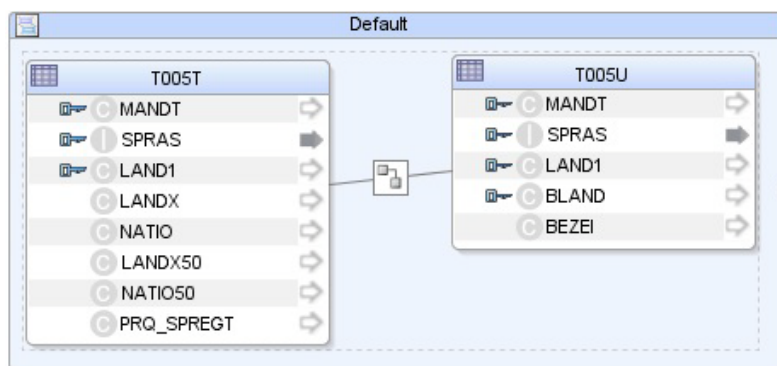 Default
T005T
MANDT
SPRAS
LAND1
LANDX
NATIO
LANDX50
NATIO50
PRQ_SPREGT
T005U
MANDT
SPRAS
LAND1
BLAND
BEZEI